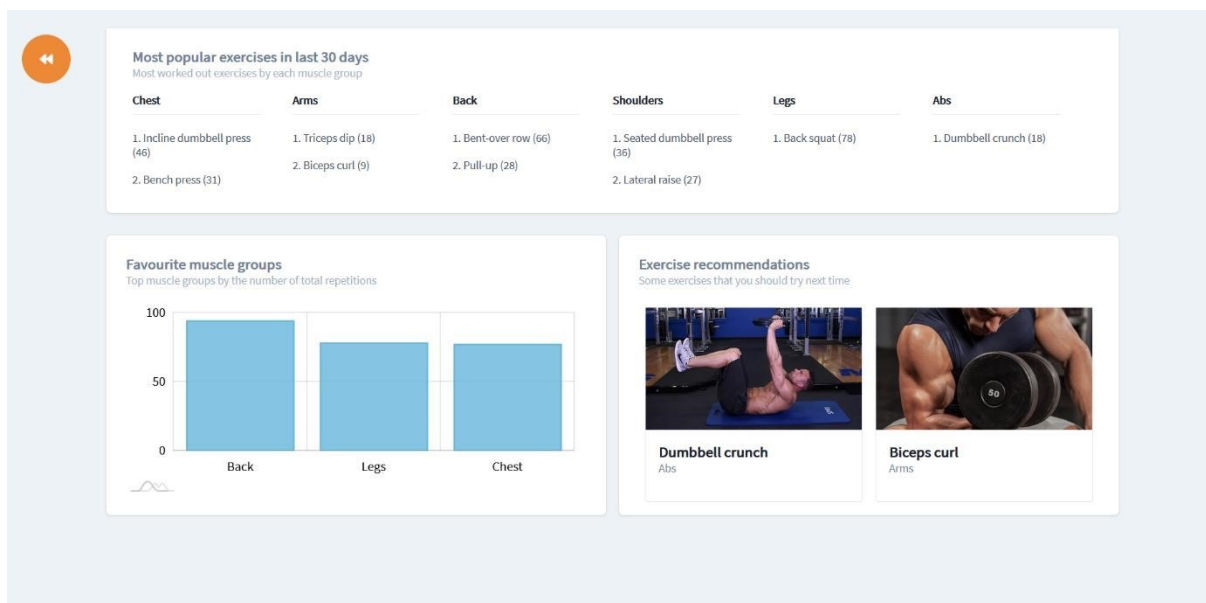 Most popular exercises in last 30 days
Most worked out exercises by each muscle group
Chest
1. Incline dumbbell press
(46)
2. Bench press (31)
Arms
1. Triceps dip (18)
2. Biceps curl (9)
Back
1. Bent-over row (66)
2. Pull-up (28)
Shoulders
1. Seated dumbbell press
(36)
2. Lateral raise (27)
Legs
1. Back squat (78)
Abs
1. Dumbbell crunch (18)
Favourite muscle groups
Top muscle groups by the number of total repetitions
100
50
0
Back
Legs
Chest
Exercise recommendations
Some exercises that you should try next time
50
Dumbbell crunch
Abs
Biceps curl
Arms